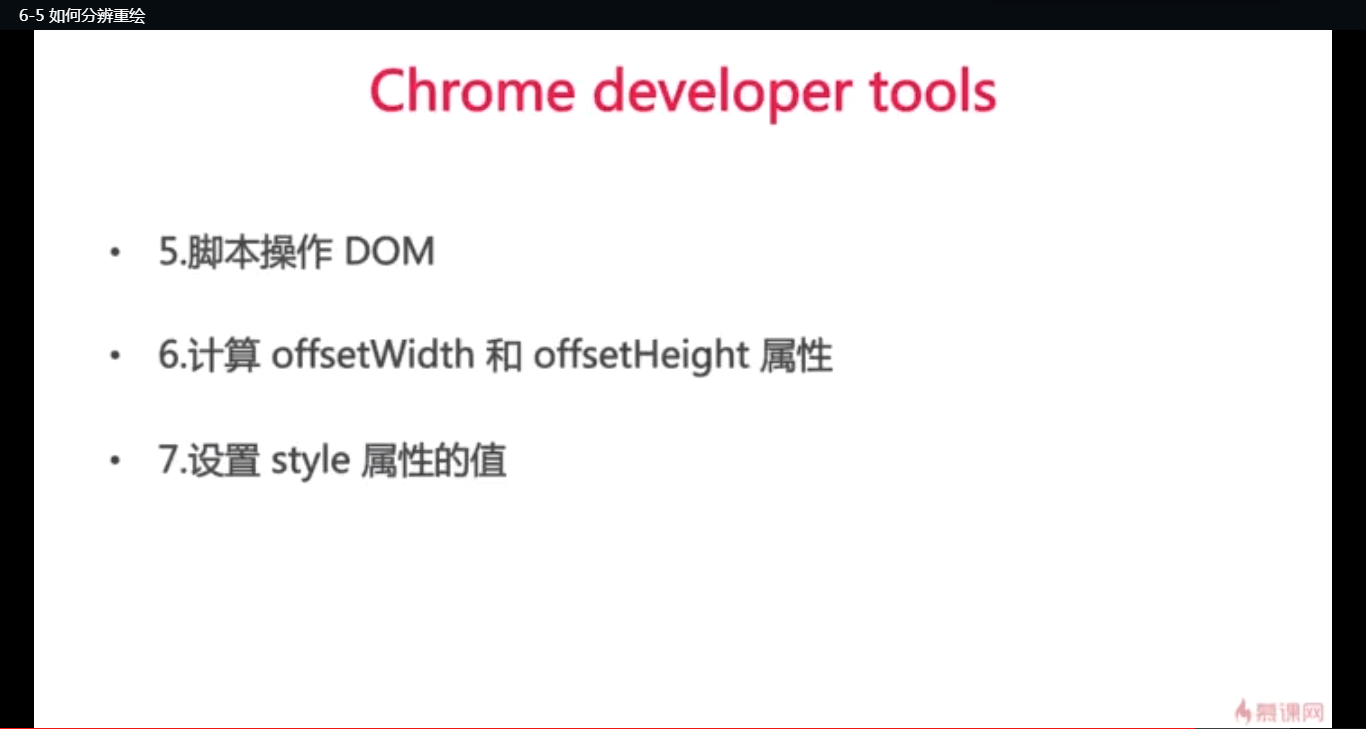 6-5 如何分辨重绘
Chrome developer tools
• 5.脚本操作 DOM
• 6.计算 offsetWidth 和 offsetHeight 属性
• 7.设置 style 属性的值
慕课网